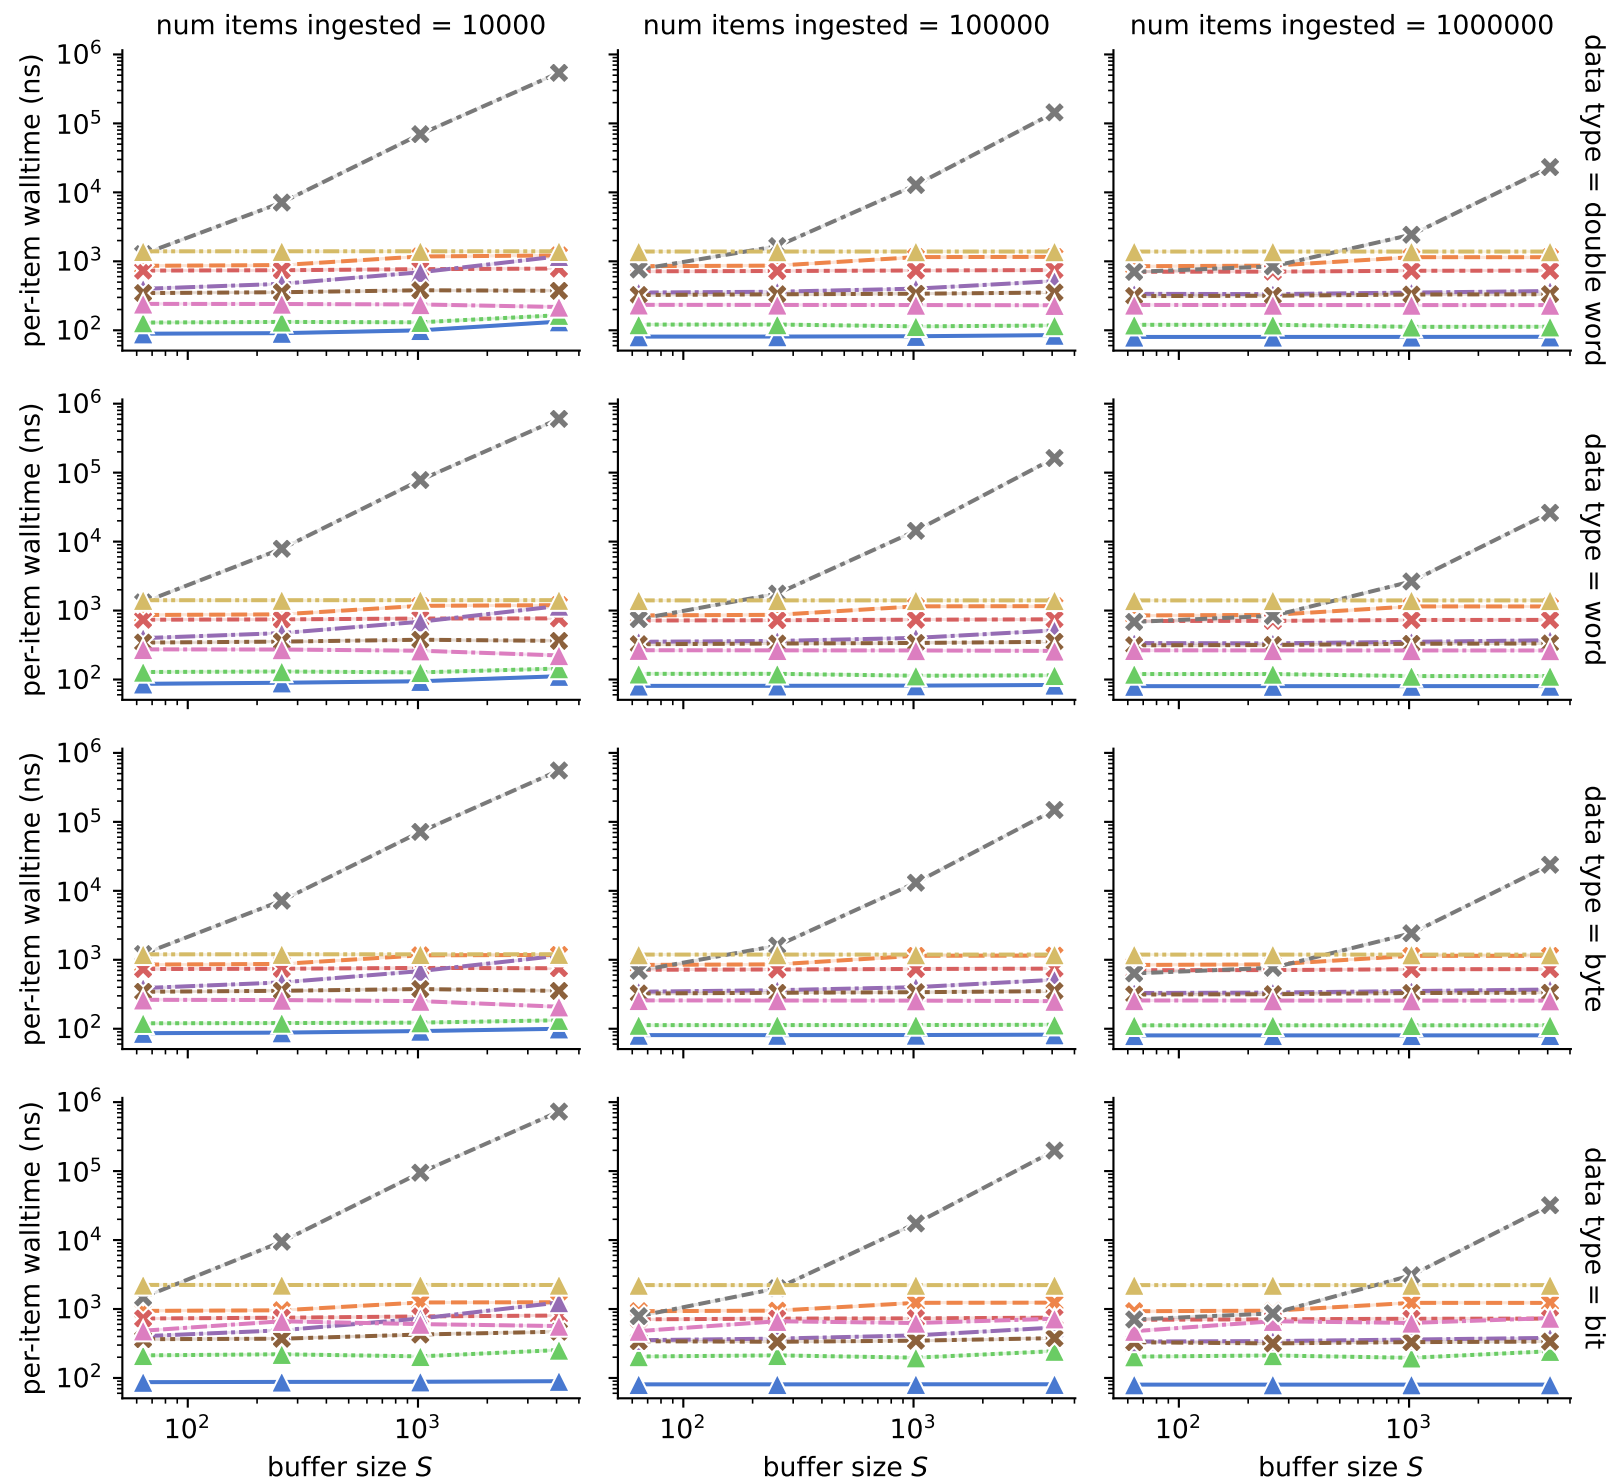 num items ingested = 10000
num items ingested = 100000
num items ingested = 1000000
per-item walltime (ns)
10^6
10^5
10^4
10^3
10^2
data type = double word
per-item walltime (ns)
10^6
10^5
10^4
10^3
10^2
data type = word
per-item walltime (ns)
10^6
10^5
10^4
10^3
10^2
data type = byte
per-item walltime (ns)
10^6
10^5
10^4
10^3
10^2
data type = bit
10^2 10^3
10^2 10^3
10^2 10^3
buffer size S
buffer size S
buffer size S